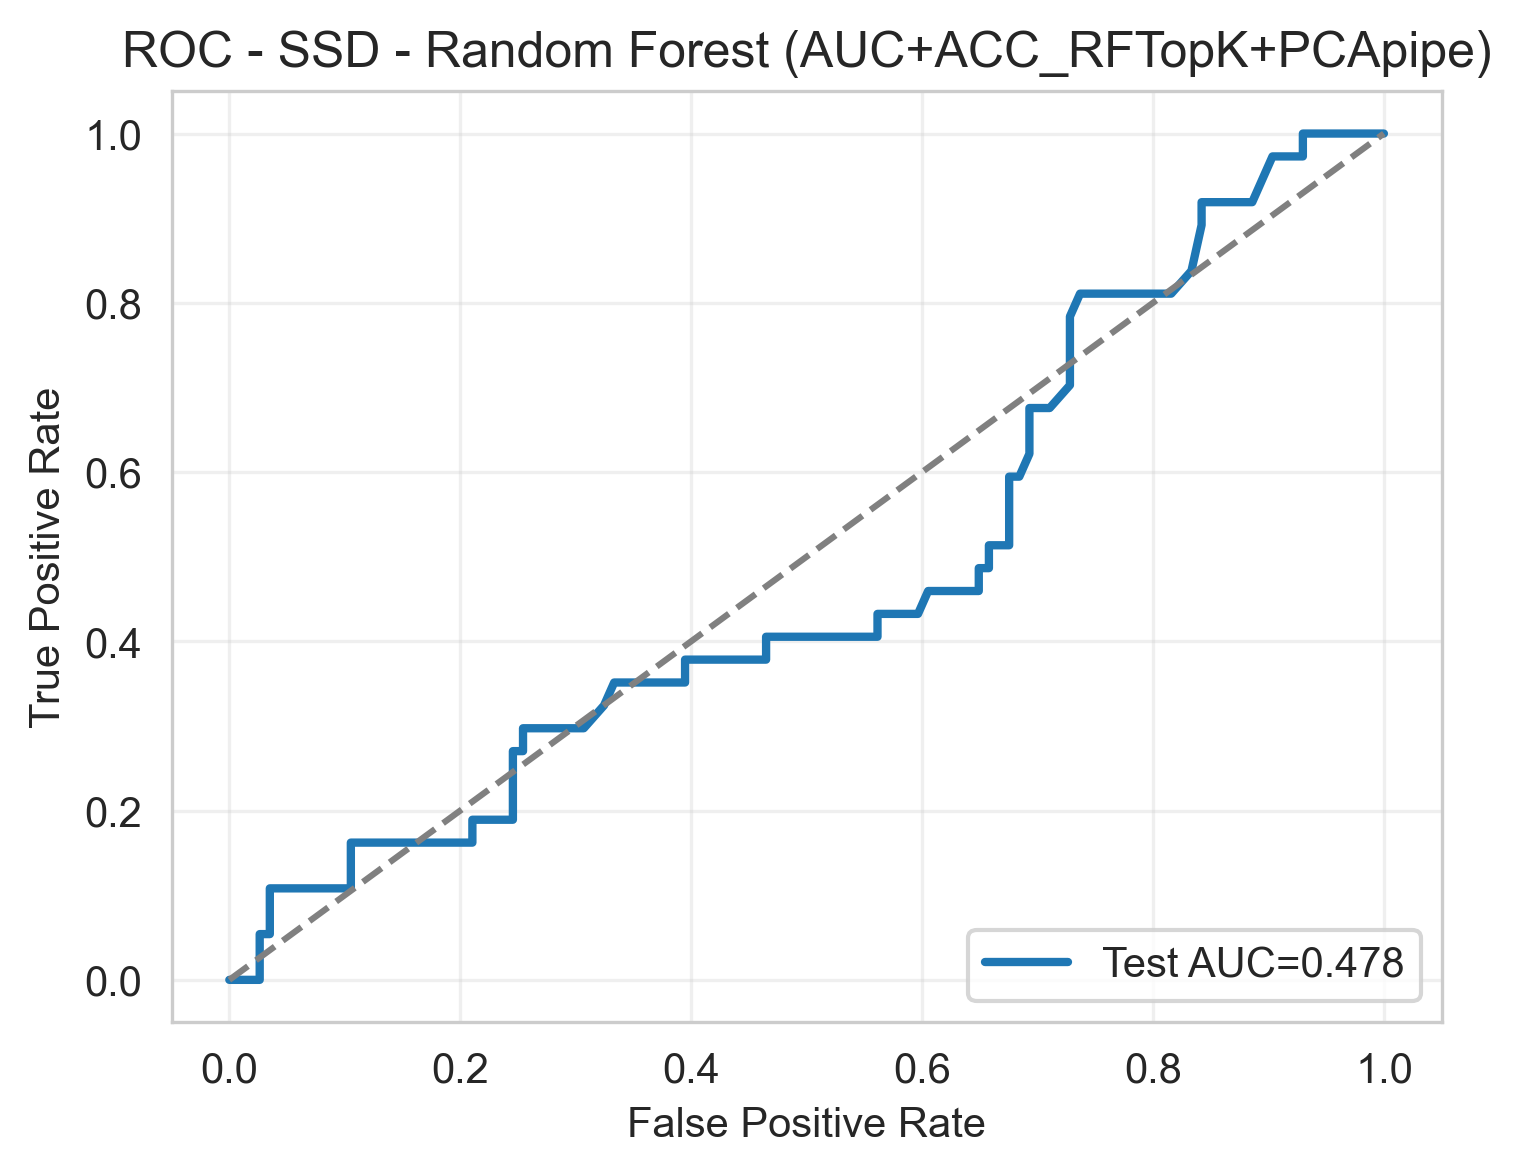 ROC - SSD - Random Forest (AUC+ACC_RFTopK+PCApipe)
1.0
0.8
0.6
0.4
0.2
0.0
True Positive Rate
Test AUC=0.478
0.0 0.2 0.4 0.6 0.8 1.0
False Positive Rate